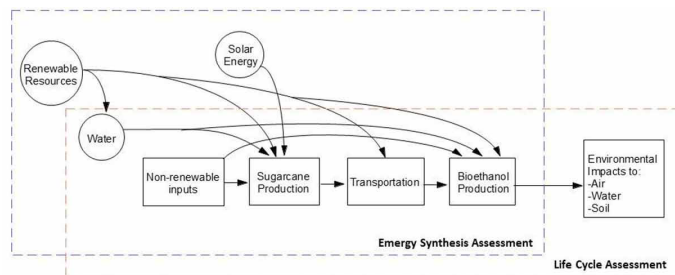 Solar
Energy
Renewable
Resources
Water
Non-renewable
inputs
Sugarcane
Production
Transportation
Bioethanol
Production
Environmental
Impacts to:
-Air
-Water
-Soil
Emergy Synthesis Assessment
Life Cycle Assessment